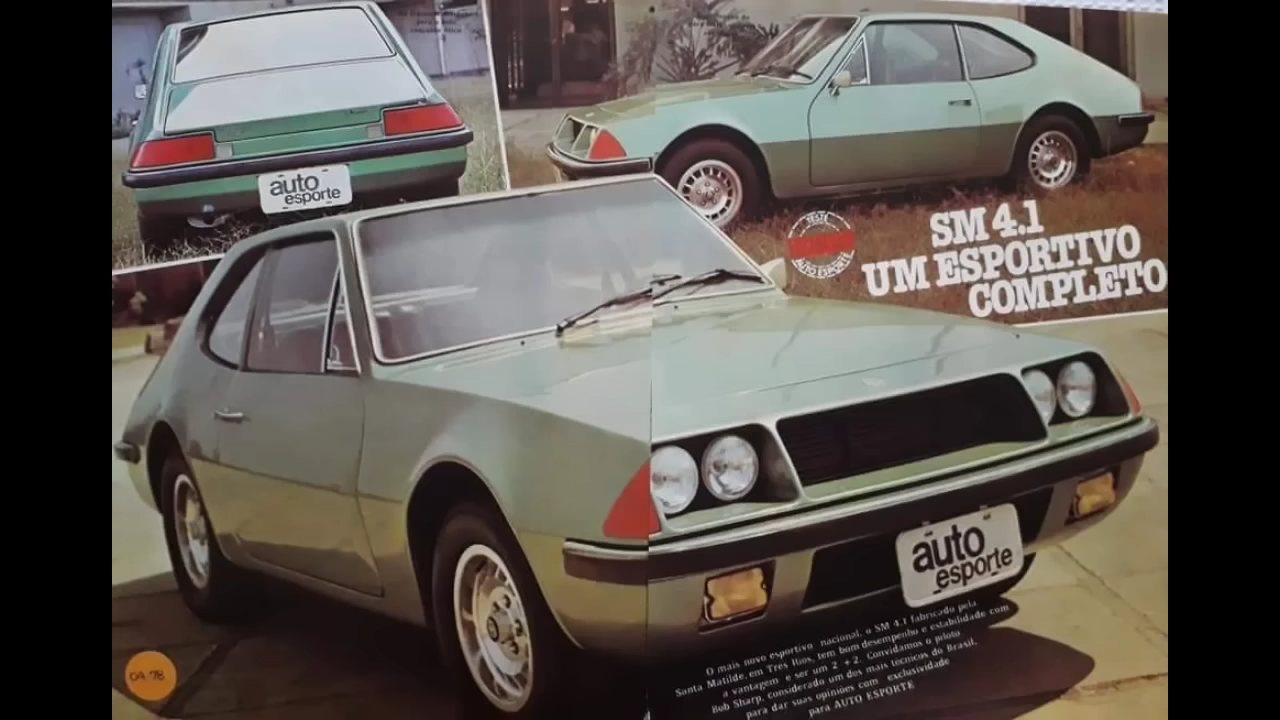 auto
esporte
TESTE
AUTO ESPORTE
SM 4.1
UM ESPORTIVO
COMPLETO
auto
esporte
O mais novo esportivo nacional, o SM 4.1 fabricado pela
Santa Matilde, em Três Rios, tem bom desempenho e estabilidade com
a vantagem e ser um 2 + 2. Convidamos o piloto
Bob Sharp, considerado um dos mais tecnicos do Brasil,
para dar suas opiniões com exclusividade
para AUTO ESPORTE
04/78